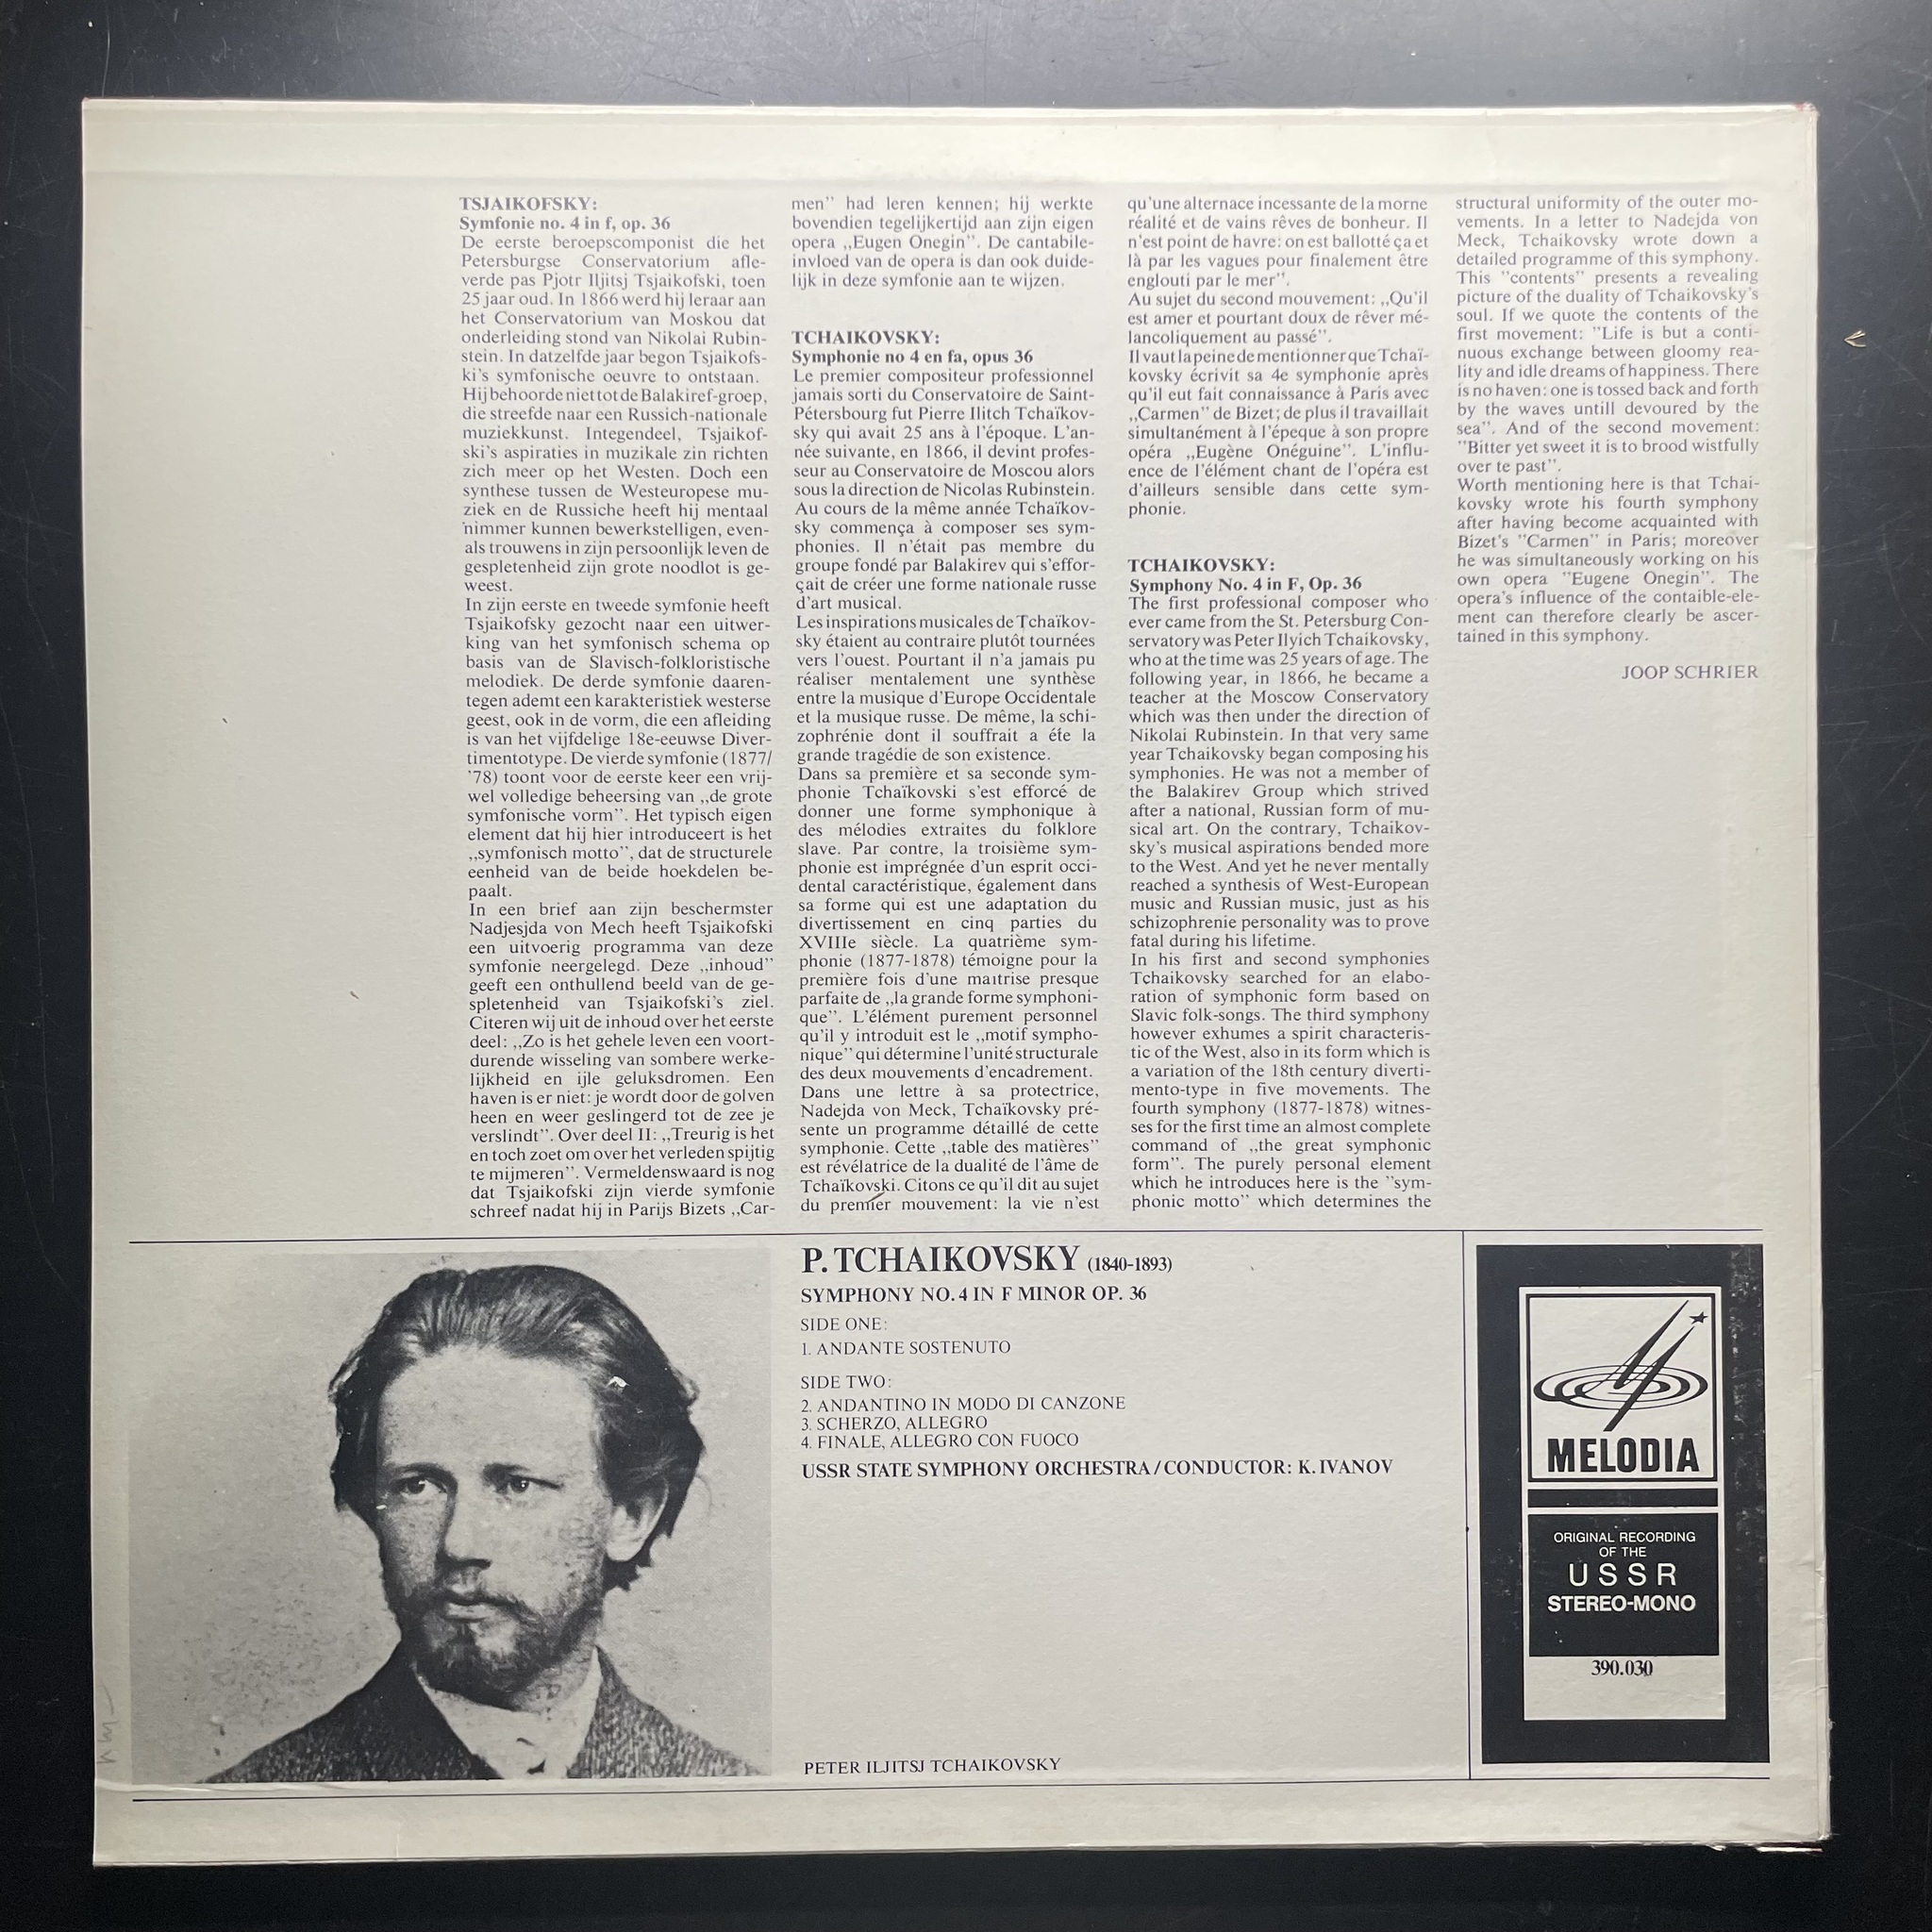 TSJAIKOFSKY:
Symfonie no. 4 in f, op. 36
De eerste beroepscomponist die het
Petersburgse Conservatorium afle-
verde pas Pjotr Iljitsj Tsjaikofski, toen
25 jaar oud. In 1866 werd hij leraar aan
het Conservatorium van Moskou dat
onderleiding stond van Nikolai Rubin-
stein. In datzelfde jaar begon Tsjaikofs-
ki's symfonische oeuvre to ontstaan.
Hij behoorde niet tot de Balakiref-groep,
die streefde naar een Russich-nationale
muziekkunst. Integendeel, Tsjaikof-
ski's aspiraties in muzikale zin richten
zich meer op het Westen. Doch een
synthese tussen de Westeuropese mu-
ziek en de Russiche heeft hij mentaal
nimmer kunnen bewerkstelligen, even-
als trouwens in zijn persoonlijk leven de
gespletenheid zijn grote noodlot is ge-
weest.
In zijn eerste en tweede symfonie heeft
Tsjaikofsky gezocht naar een uitwer-
king van het symfonisch schema op
basis van de Slavisch-folkloristische
melodiek. De derde symfonie daaren-
tegen ademt een karakteristiek westerse
geest, ook in de vorm, die een afleiding
is van het vijfdelige 18e-eeuwse Diver-
timentotype. De vierde symfonie (1877/
'78) toont voor de eerste keer een vrij-
wel volledige beheersing van ,,de grote
symfonische vorm''. Het typisch eigen
element dat hij hier introduceert is het
,,symfonisch motto'', dat de structurele
eenheid van de beide hoekdelen be-
paalt.
In een brief aan zijn beschermster
Nadjesjda von Mech heeft Tsjaikofski
een uitvoerig programma van deze
symfonie neergelegd. Deze ,,inhoud''
geeft een onthullend beeld van de ge-
spletenheid van Tsjaikofski's ziel.
Citeren wij uit de inhoud over het eerste
deel: ,,Zo is het gehele leven een voort-
durende wisseling van sombere werke-
lijkheid en ijle geluksdromen. Een
haven is er niet: je wordt door de golven
heen en weer geslingerd tot de zee je
verslindt''. Over deel II: ,,Treurig is het
en toch zoet om over het verleden spijtig
te mijmeren''. Vermeldenswaard is nog
dat Tsjaikofski zijn vierde symfonie
schreef nadat hij in Parijs Bizets ,,Car-
men'' had leren kennen; hij werkte
bovendien tegelijkertijd aan zijn eigen
opera ,,Eugen Onegin''. De cantabile-
invloed van de opera is dan ook duide-
lijk in deze symfonie aan te wijzen.
TCHAIKOVSKY:
Symphonie no 4 en fa, opus 36
Le premier compositeur professionnel
jamais sorti du Conservatoire de Saint-
Pétersbourg fut Pierre Ilitch Tchaïkov-
sky qui avait 25 ans à l'époque. L'an-
née suivante, en 1866, il devint profes-
seur au Conservatoire de Moscou alors
sous la direction de Nicolas Rubinstein.
Au cours de la même année Tchaïkov-
sky commença à composer ses sym-
phonies. Il n'était pas membre du
groupe fondé par Balakirev qui s'effor-
çait de créer une forme nationale russe
d'art musical.
Les inspirations musicales de Tchaïkov-
sky étaient au contraire plutôt tournées
vers l'ouest. Pourtant il n'a jamais pu
réaliser mentalement une synthèse
entre la musique d'Europe Occidentale
et la musique russe. De même, la schi-
zophrénie dont il souffrait a éte la
grande tragédie de son existence.
Dans sa première et sa seconde sym-
phonie Tchaïkovski s'est efforcé de
donner une forme symphonique à
des mélodies extraites du folklore
slave. Par contre, la troisième sym-
phonie est imprégnée d'un esprit occi-
dental caractéristique, également dans
sa forme qui est une adaptation du
divertissement en cinq parties du
XVIIIe siècle. La quatrième sym-
phonie (1877-1878) témoigne pour la
première fois d'une maıtrise presque
parfaite de ,,la grande forme symphoni-
que''. L'élément purement personnel
qu'il y introduit est le ,,motif sympho-
nique'' qui détermine l'unité structurale
des deux mouvements d'encadrement.
Dans une lettre à sa protectrice,
Nadejda von Meck, Tchaïkovsky pré-
sente un programme détaillé de cette
symphonie. Cette ,,table des matières''
est révélatrice de la dualité de l'âme de
Tchaïkovski. Citons ce qu'il dit au sujet
du premier mouvement: la vie n'est
qu'une alternace incessante de la morne
réalité et de vains rêves de bonheur. Il
n'est point de havre: on est ballotté ça et
là par les vagues pour finalement être
englouti par le mer''.
Au sujet du second mouvement: ,,Qu'il
est amer et pourtant doux de rêver mé-
lancoliquement au passé''.
Il vaut la peine de mentionner que Tchaï-
kovsky écrivit sa 4e symphonie après
qu'il eut fait connaissance à Paris avec
,,Carmen'' de Bizet; de plus il travaillait
simultanément à l'épeque à son propre
opéra ,,Eugène Onéguine''. L'influ-
ence de l'élément chant de l'opéra est
d'ailleurs sensible dans cette sym-
phonie.
TCHAIKOVSKY:
Symphony No. 4 in F, Op. 36
The first professional composer who
ever came from the St. Petersburg Con-
servatory was Peter Ilyich Tchaikovsky,
who at the time was 25 years of age. The
following year, in 1866, he became a
teacher at the Moscow Conservatory
which was then under the direction of
Nikolai Rubinstein. In that very same
year Tchaikovsky began composing his
symphonies. He was not a member of
the Balakirev Group which strived
after a national, Russian form of mu-
sical art. On the contrary, Tchaikov-
sky's musical aspirations bended more
to the West. And yet he never mentally
reached a synthesis of West-European
music and Russian music, just as his
schizophrenie personality was to prove
fatal during his lifetime.
In his first and second symphonies
Tchaikovsky searched for an elabo-
ration of symphonic form based on
Slavic folk-songs. The third symphony
however exhumes a spirit characteris-
tic of the West, also in its form which is
a variation of the 18th century diverti-
mento-type in five movements. The
fourth symphony (1877-1878) witnes-
ses for the first time an almost complete
command of ,,the great symphonic
form''. The purely personal element
which he introduces here is the ''sym-
phonic motto'' which determines the
structural uniformity of the outer mo-
vements. In a letter to Nadejda von
Meck, Tchaikovsky wrote down a
detailed programme of this symphony.
This ''contents'' presents a revealing
picture of the duality of Tchaikovsky's
soul. If we quote the contents of the
first movement: ''Life is but a conti-
nuous exchange between gloomy rea-
lity and idle dreams of happiness. There
is no haven: one is tossed back and forth
by the waves untill devoured by the
sea''. And of the second movement:
''Bitter yet sweet it is to brood wistfully
over te past''.
Worth mentioning here is that Tchai-
kovsky wrote his fourth symphony
after having become acquainted with
Bizet's ''Carmen'' in Paris; moreover
he was simultaneously working on his
own opera ''Eugene Onegin''. The
opera's influence of the contaible-ele-
ment can therefore clearly be ascer-
tained in this symphony.
JOOP SCHRIER
P. TCHAIKOVSKY (1840-1893)
SYMPHONY NO. 4 IN F MINOR OP. 36
SIDE ONE:
1. ANDANTE SOSTENUTO
SIDE TWO:
2. ANDANTINO IN MODO DI CANZONE
3. SCHERZO, ALLEGRO
4. FINALE, ALLEGRO CON FUOCO
USSR STATE SYMPHONY ORCHESTRA / CONDUCTOR: K. IVANOV
PETER ILJITSJ TCHAIKOVSKY
MELODIA
ORIGINAL RECORDING
OF THE
USSR
STEREO-MONO
390.030